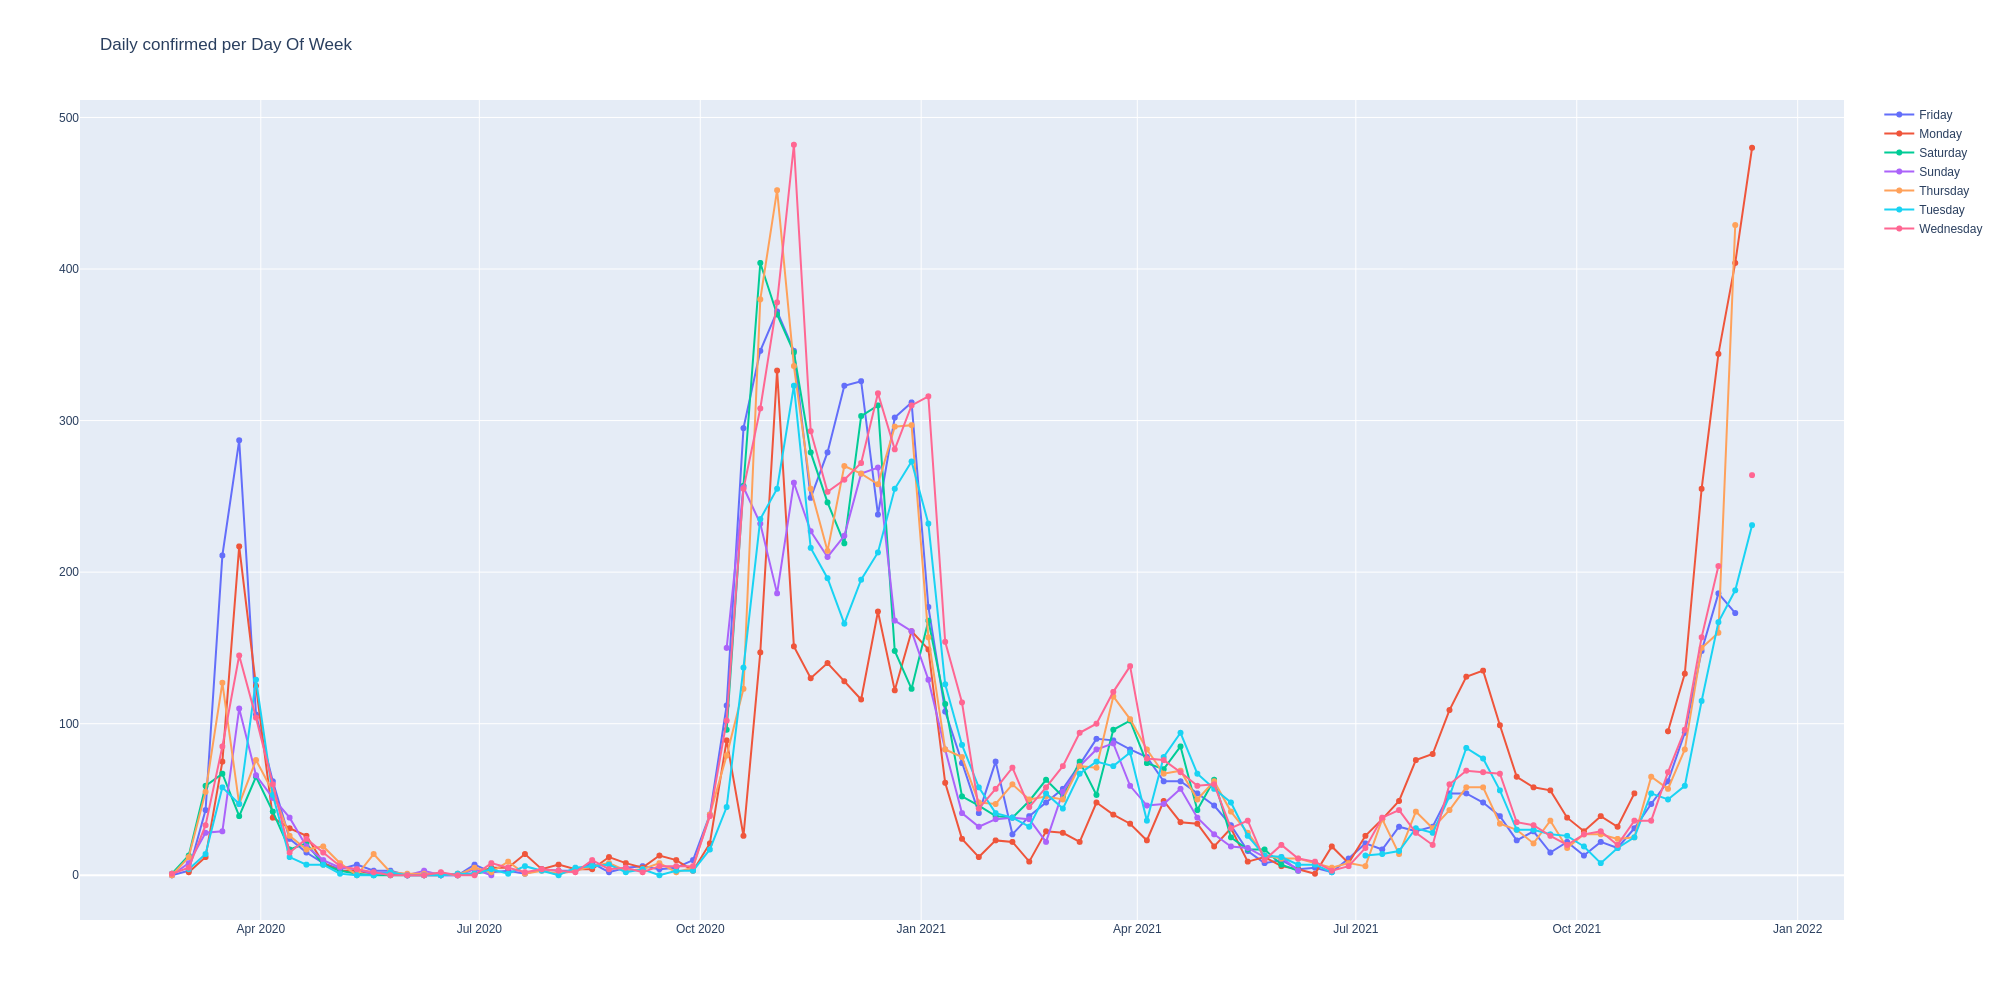 Daily confirmed per Day Of Week
500
400
300
200
100
0
Apr 2020
Jul 2020
Oct 2020
Jan 2021
Apr 2021
Jul 2021
Oct 2021
Jan 2022
Friday
Monday
Saturday
Sunday
Thursday
Tuesday
Wednesday